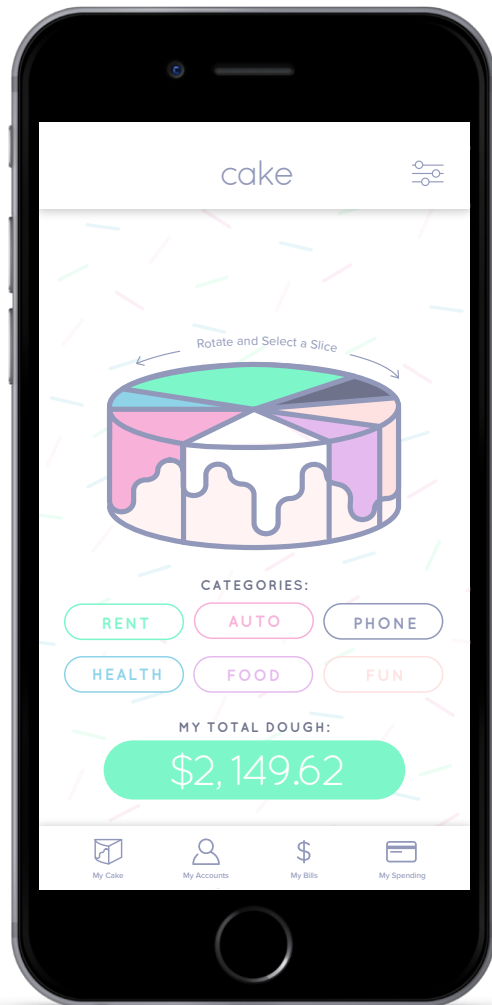 cake
Rotate and Select a Slice
CATEGORIES:
RENT AUTO PHONE
HEALTH FOOD FUN
MY TOTAL DOUGH:
$2,149.62
My Cake My Accounts My Bills My Spending